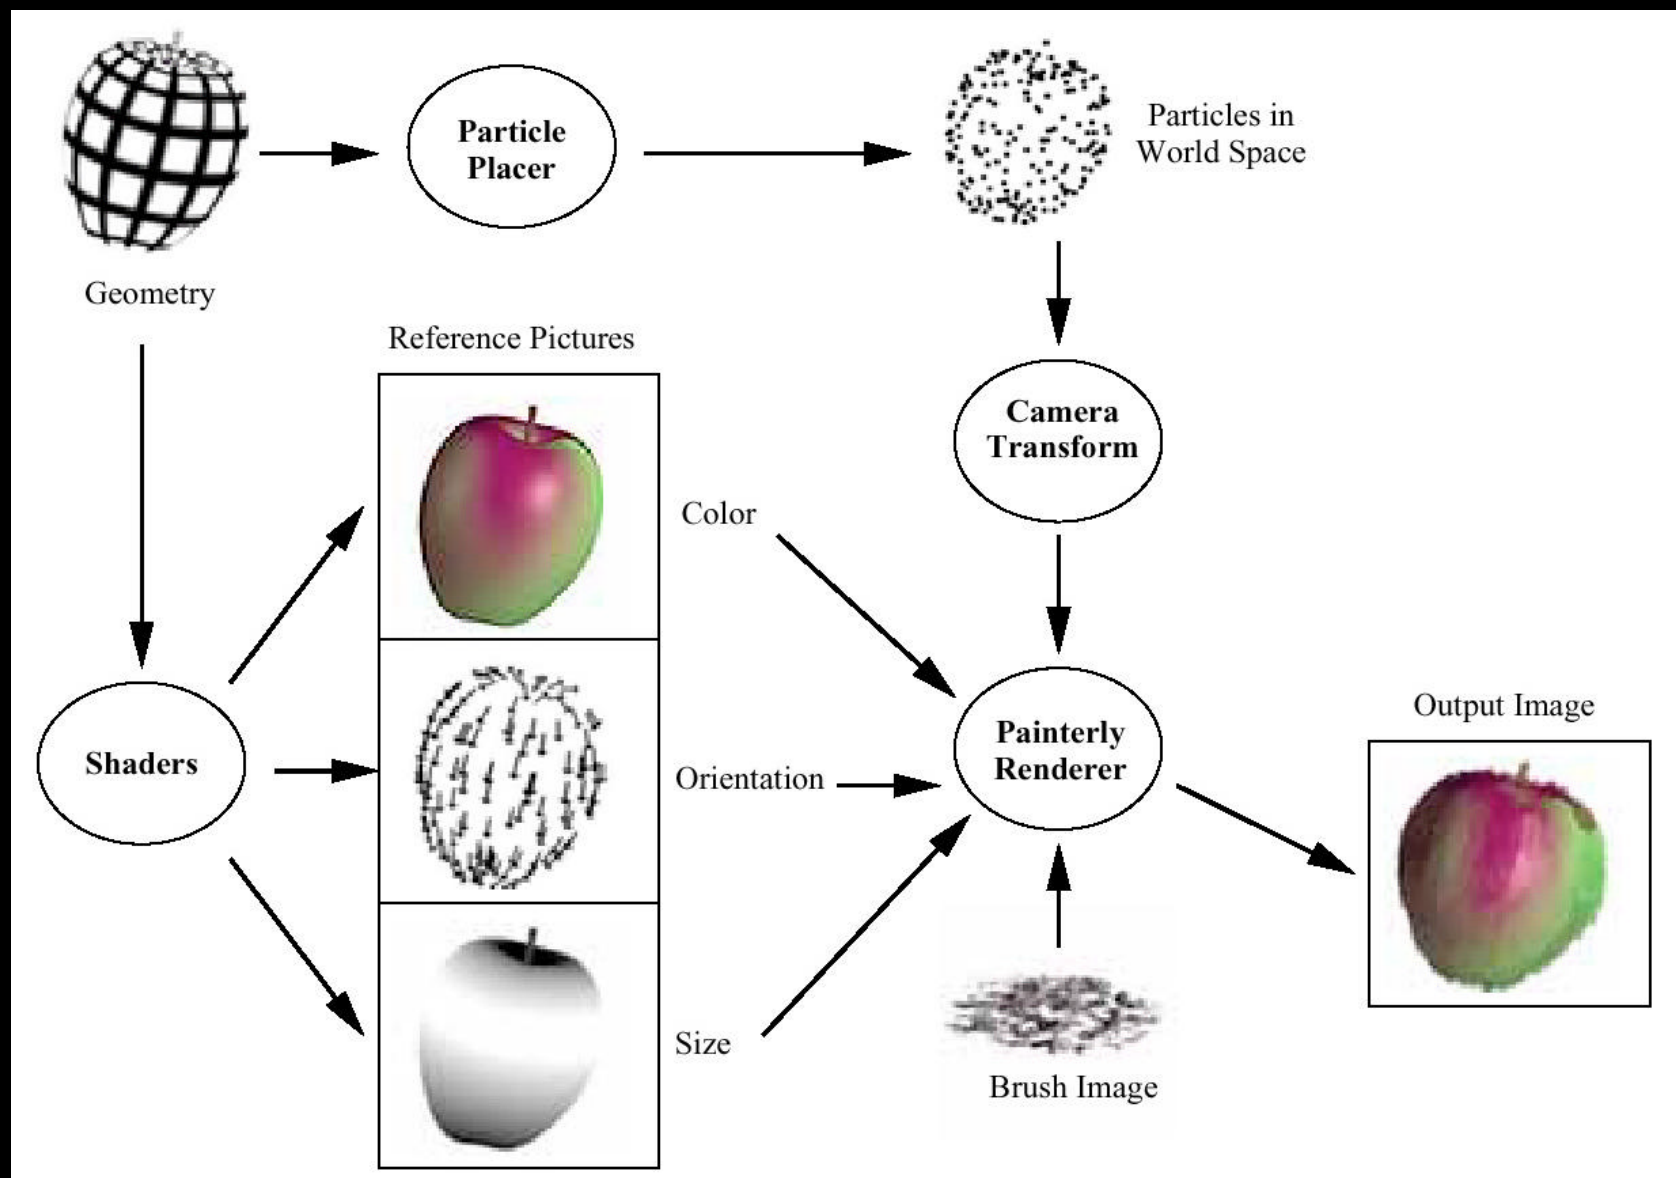 Particle
Placer
Particles in
World Space
Geometry
Reference Pictures
Camera
Transform
Color
Shaders
Orientation
Painterly
Renderer
Output Image
Size
Brush Image